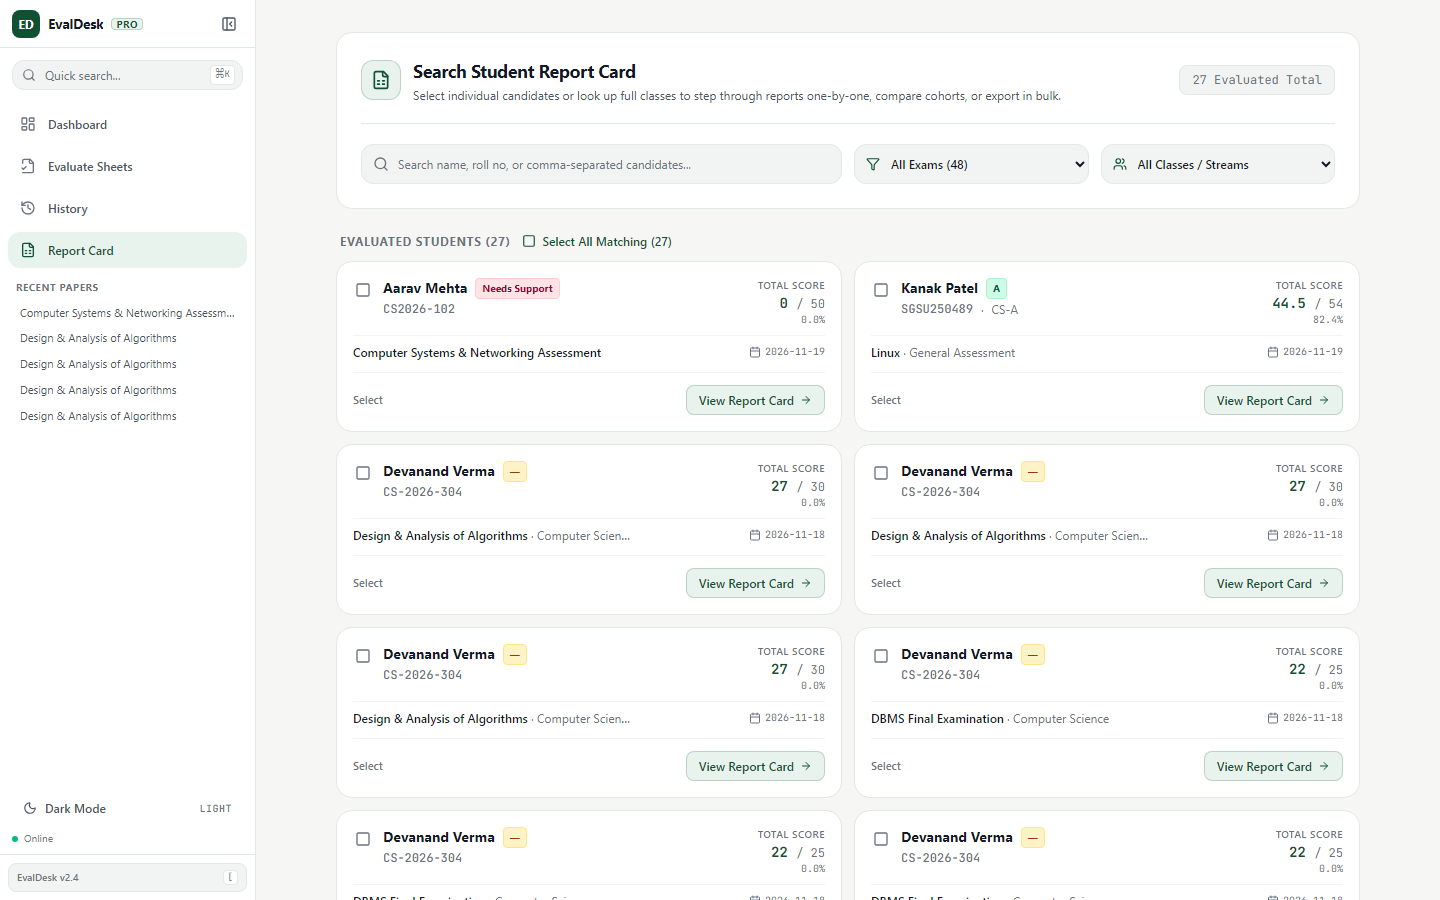 ED EvalDesk PRO
Quick search... ⌘K
Dashboard
Evaluate Sheets
History
Report Card
RECENT PAPERS
Computer Systems & Networking Assessm...
Design & Analysis of Algorithms
Design & Analysis of Algorithms
Design & Analysis of Algorithms
Design & Analysis of Algorithms
Dark Mode LIGHT
Online
EvalDesk v2.4 [
Search Student Report Card
Select individual candidates or look up full classes to step through reports one-by-one, compare cohorts, or export in bulk.
27 Evaluated Total
Search name, roll no, or comma-separated candidates...
All Exams (48)
All Classes / Streams
EVALUATED STUDENTS (27) Select All Matching (27)
Aarav Mehta Needs Support
CS2026-102
TOTAL SCORE
0 / 50
0.0%
Computer Systems & Networking Assessment 2026-11-19
Select View Report Card →
Kanak Patel A
SGSU250489 · CS-A
TOTAL SCORE
44.5 / 54
82.4%
Linux · General Assessment 2026-11-19
Select View Report Card →
Devanand Verma —
CS-2026-304
TOTAL SCORE
27 / 30
0.0%
Design & Analysis of Algorithms · Computer Scien... 2026-11-18
Select View Report Card →
Devanand Verma —
CS-2026-304
TOTAL SCORE
27 / 30
0.0%
Design & Analysis of Algorithms · Computer Scien... 2026-11-18
Select View Report Card →
Devanand Verma —
CS-2026-304
TOTAL SCORE
27 / 30
0.0%
Design & Analysis of Algorithms · Computer Scien... 2026-11-18
Select View Report Card →
Devanand Verma —
CS-2026-304
TOTAL SCORE
22 / 25
0.0%
DBMS Final Examination · Computer Science 2026-11-18
Select View Report Card →
Devanand Verma —
CS-2026-304
TOTAL SCORE
22 / 25
0.0%
Devanand Verma —
CS-2026-304
TOTAL SCORE
22 / 25
0.0%